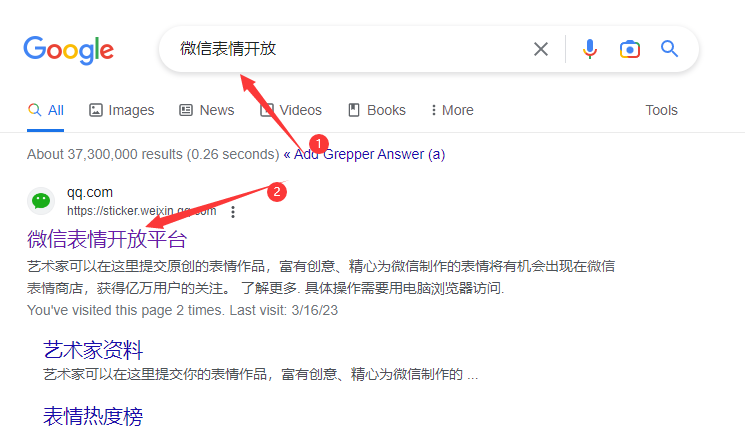 Google
微信表情开放
All Images News Videos Books More Tools
1
About 37,300,000 results (0.26 seconds) « Add Grepper Answer (a)
2
qq.com
https://sticker.weixin.qq.com
微信表情开放平台
艺术家可以在这里提交原创的表情作品，富有创意、精心为微信制作的表情将有机会出现在微信
表情商店，获得亿万用户的关注。 了解更多. 具体操作需要用电脑浏览器访问.
You've visited this page 2 times. Last visit: 3/16/23
艺术家资料
艺术家可以在这里提交你的表情作品，富有创意、精心为微信制作的 ...
表情热度榜